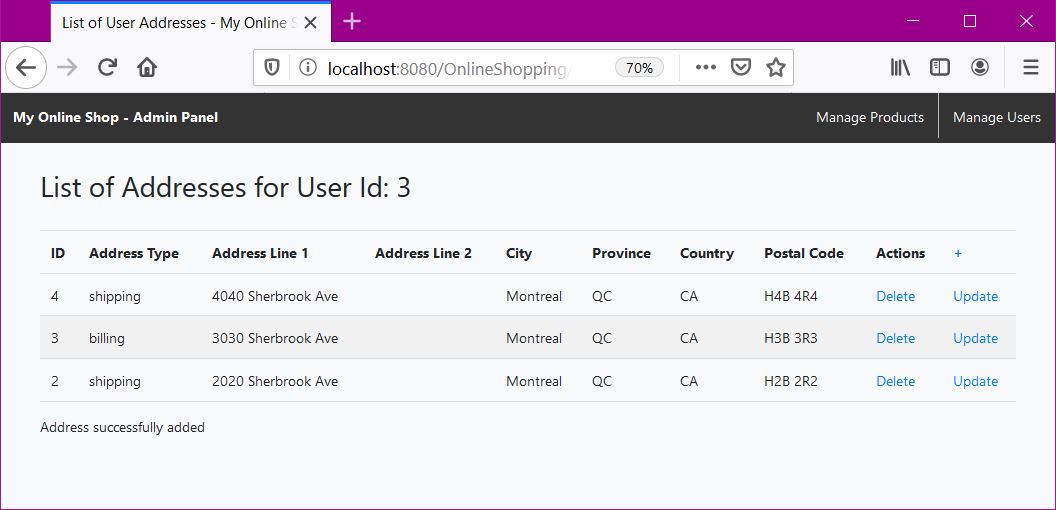 List of User Addresses - My Online S
localhost:8080/OnlineShopping/
70%
My Online Shop - Admin Panel
Manage Products
Manage Users
List of Addresses for User Id: 3
ID Address Type Address Line 1 Address Line 2 City Province Country Postal Code Actions +
4 shipping 4040 Sherbrook Ave Montreal QC CA H4B 4R4 Delete Update
3 billing 3030 Sherbrook Ave Montreal QC CA H3B 3R3 Delete Update
2 shipping 2020 Sherbrook Ave Montreal QC CA H2B 2R2 Delete Update
Address successfully added